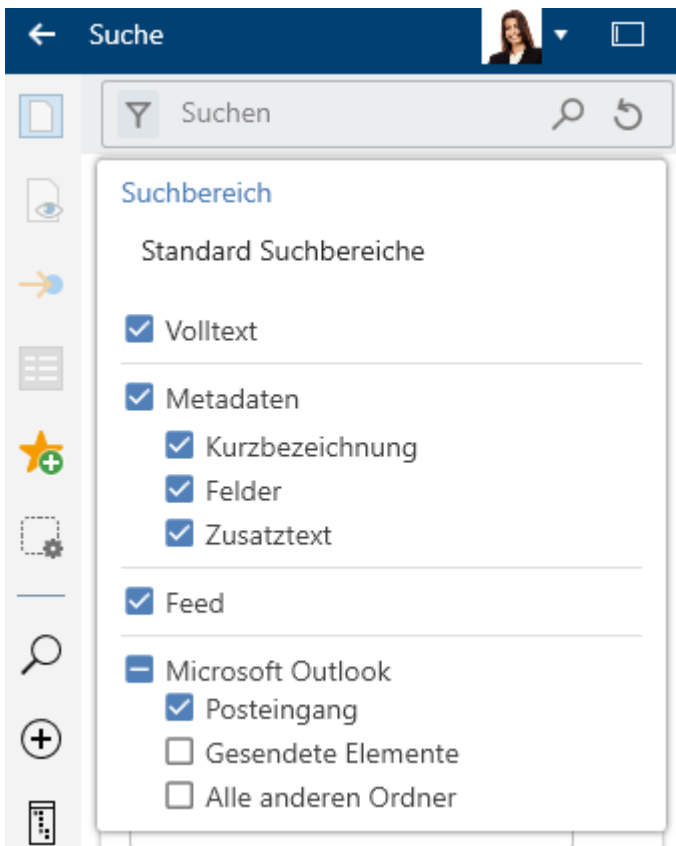 Suche
Suchen
Suchbereich
Standard Suchbereiche
Volltext
Metadaten
Kurzbezeichnung
Felder
Zusatztext
Feed
Microsoft Outlook
Posteingang
Gesendete Elemente
Alle anderen Ordner